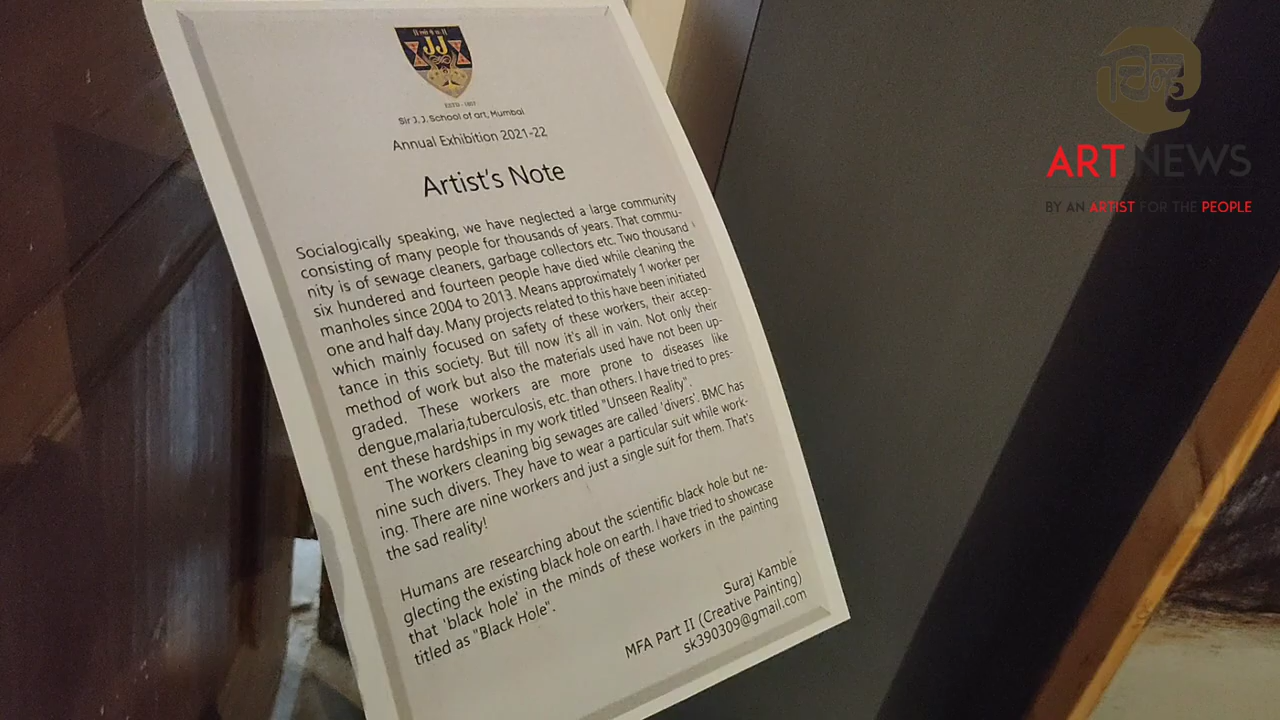 JJ
ESTD - 1857
Sir J. J. School of art, Mumbai
Annual Exhibition 2021-22
Artist's Note
Socialogically speaking, we have neglected a large community
consisting of many people for thousands of years. That commu-
nity is of sewage cleaners, garbage collectors etc. Two thousand
six hundred and fourteen people have died while cleaning the
manholes since 2004 to 2013. Means approximately 1 worker per
one and half day. Many projects related to this have been initiated
which mainly focused on safety of these workers, their accep-
tance in this society. But till now it's all in vain. Not only their
method of work but also the materials used have not been up-
graded. These workers are more prone to diseases like
dengue,malaria,tuberculosis, etc. than others. I have tried to pres-
ent these hardships in my work titled "Unseen Reality".
The workers cleaning big sewages are called 'divers'. BMC has
nine such divers. They have to wear a particular suit while work-
ing. There are nine workers and just a single suit for them. That's
the sad reality!
Humans are researching about the scientific black hole but ne-
glecting the existing black hole on earth. I have tried to showcase
that 'black hole' in the minds of these workers in the painting
titled as "Black Hole".
Suraj Kamble
MFA Part II (Creative Painting)
sk390309@gmail.com
ART NEWS
BY AN ARTIST FOR THE PEOPLE